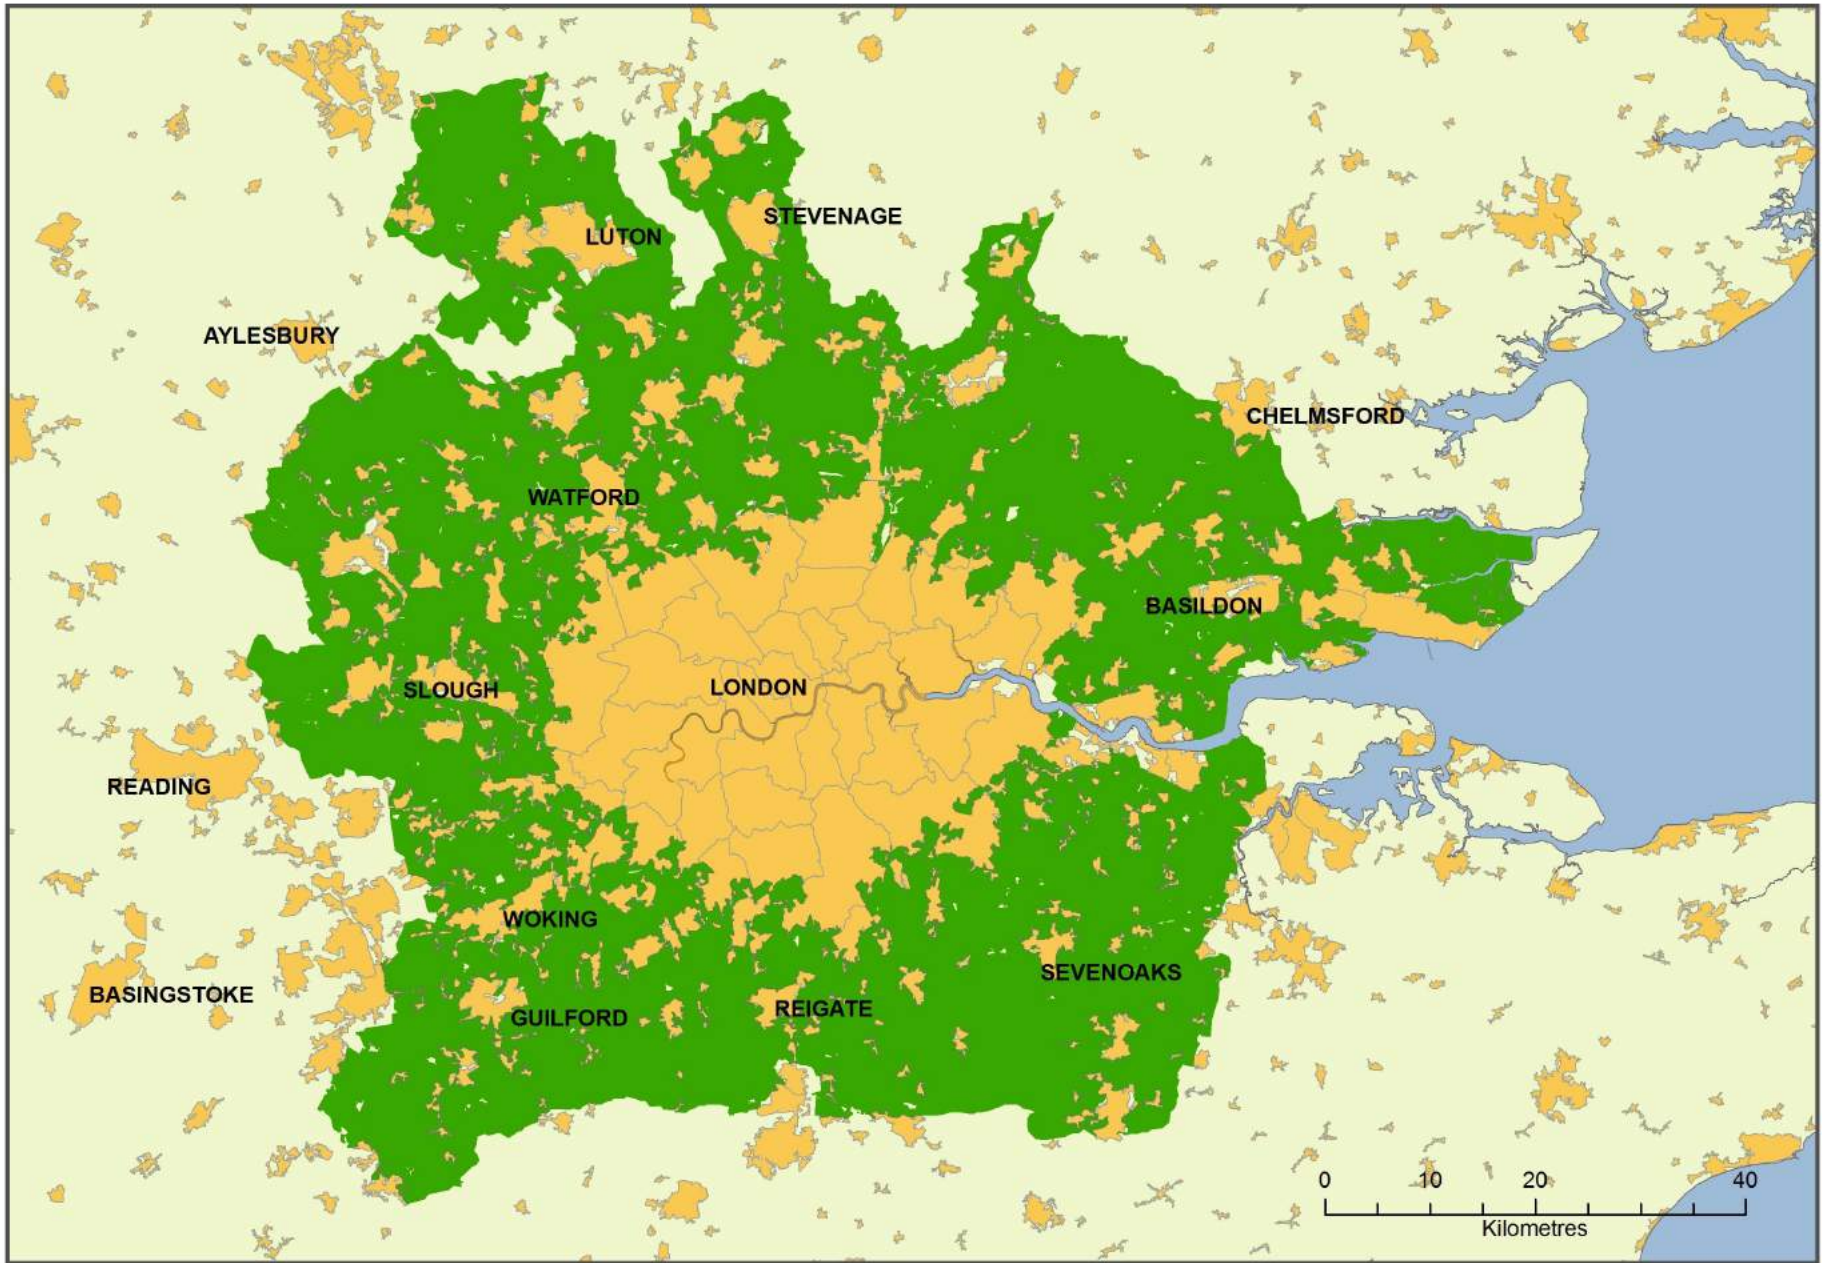 STEVENAGE
LUTON
AYLESBURY
CHELMSFORD
WATFORD
BASILDON
SLOUGH
LONDON
READING
WOKING
SEVENOAKS
BASINGSTOKE
GUILFORD
REIGATE
0 10 20 40
Kilometres